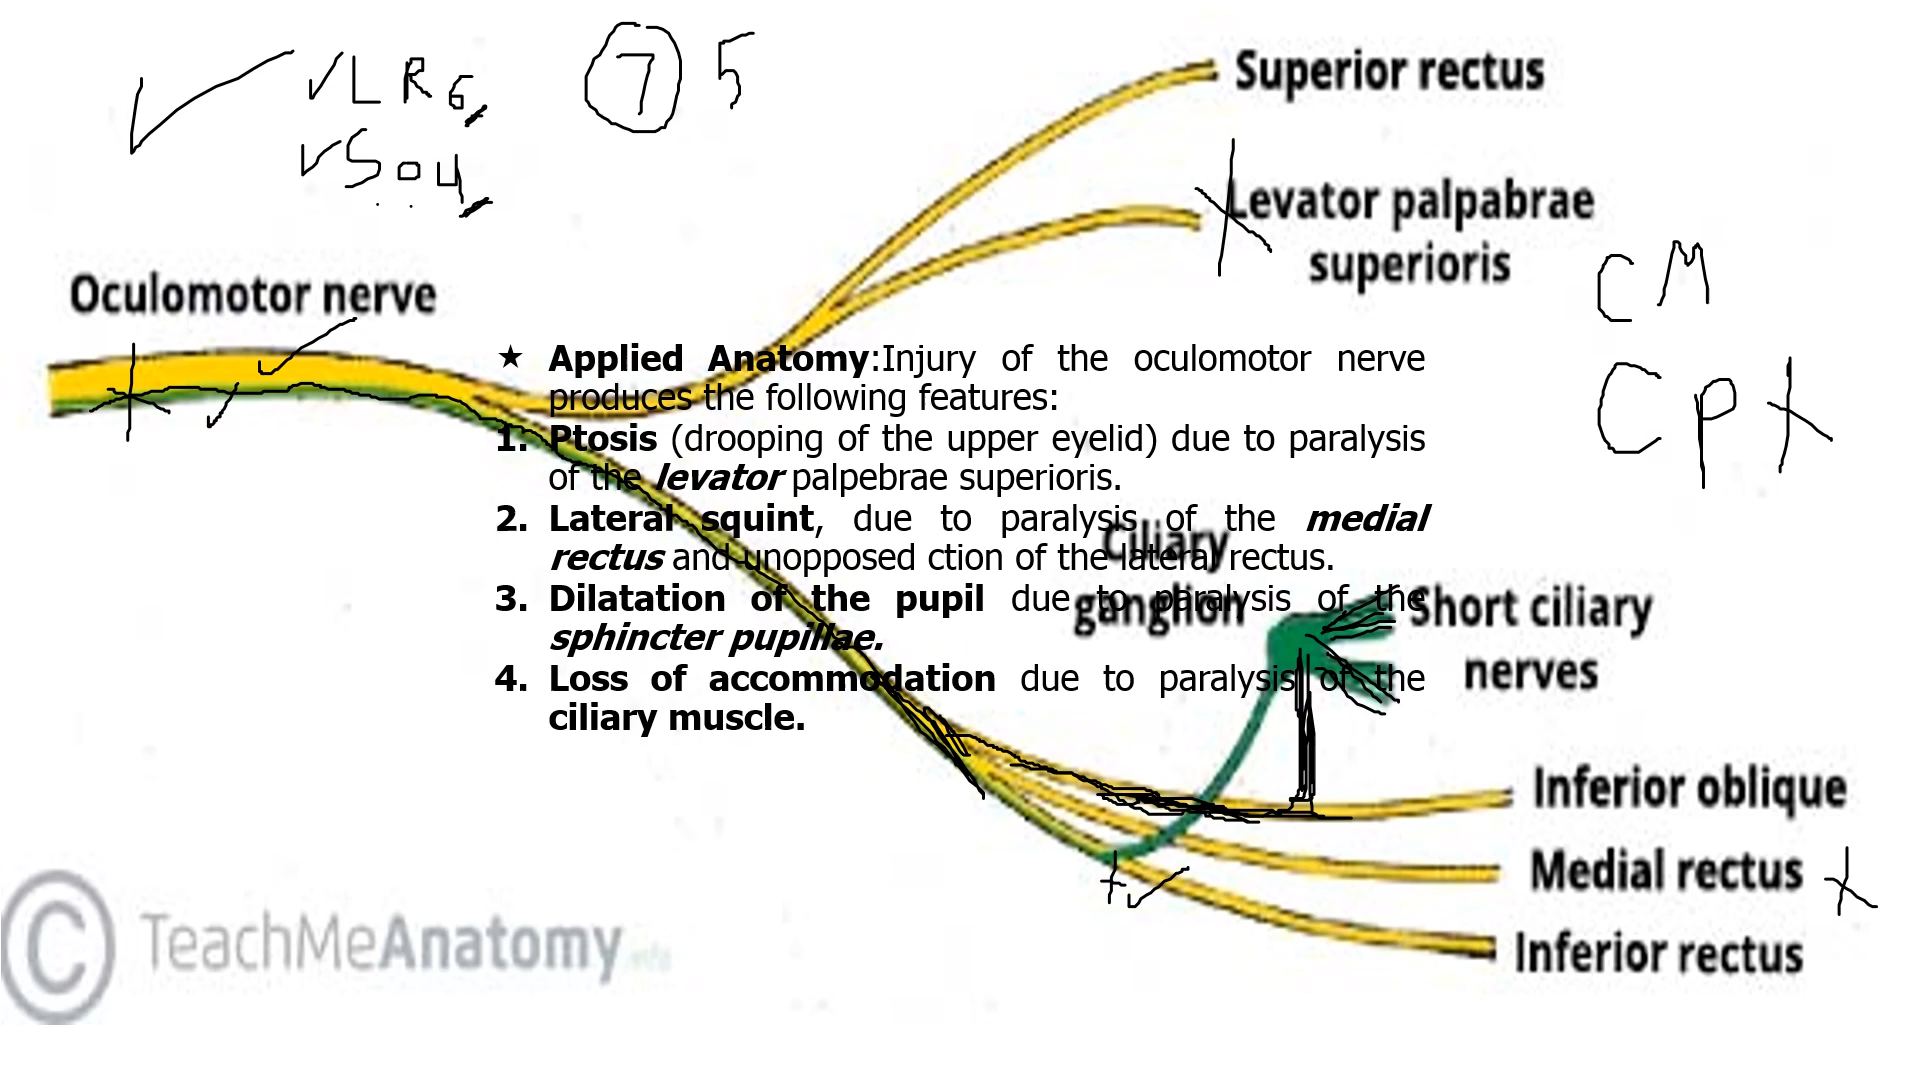 LR6
7 5
SO4
Superior rectus
Levator palpabrae
superioris
CM
Oculomotor nerve
★ Applied Anatomy:Injury of the oculomotor nerve
produces the following features:
1. Ptosis (drooping of the upper eyelid) due to paralysis
of the levator palpebrae superioris.
2. Lateral squint, due to paralysis of the medial
rectus and unopposed ction of the lateral rectus.
3. Dilatation of the pupil due to paralysis of the
sphincter pupillae.
4. Loss of accommodation due to paralysis of the
ciliary muscle.
Ciliary
ganglion
Short ciliary
nerves
Inferior oblique
Medial rectus
Inferior rectus
© TeachMeAnatomy